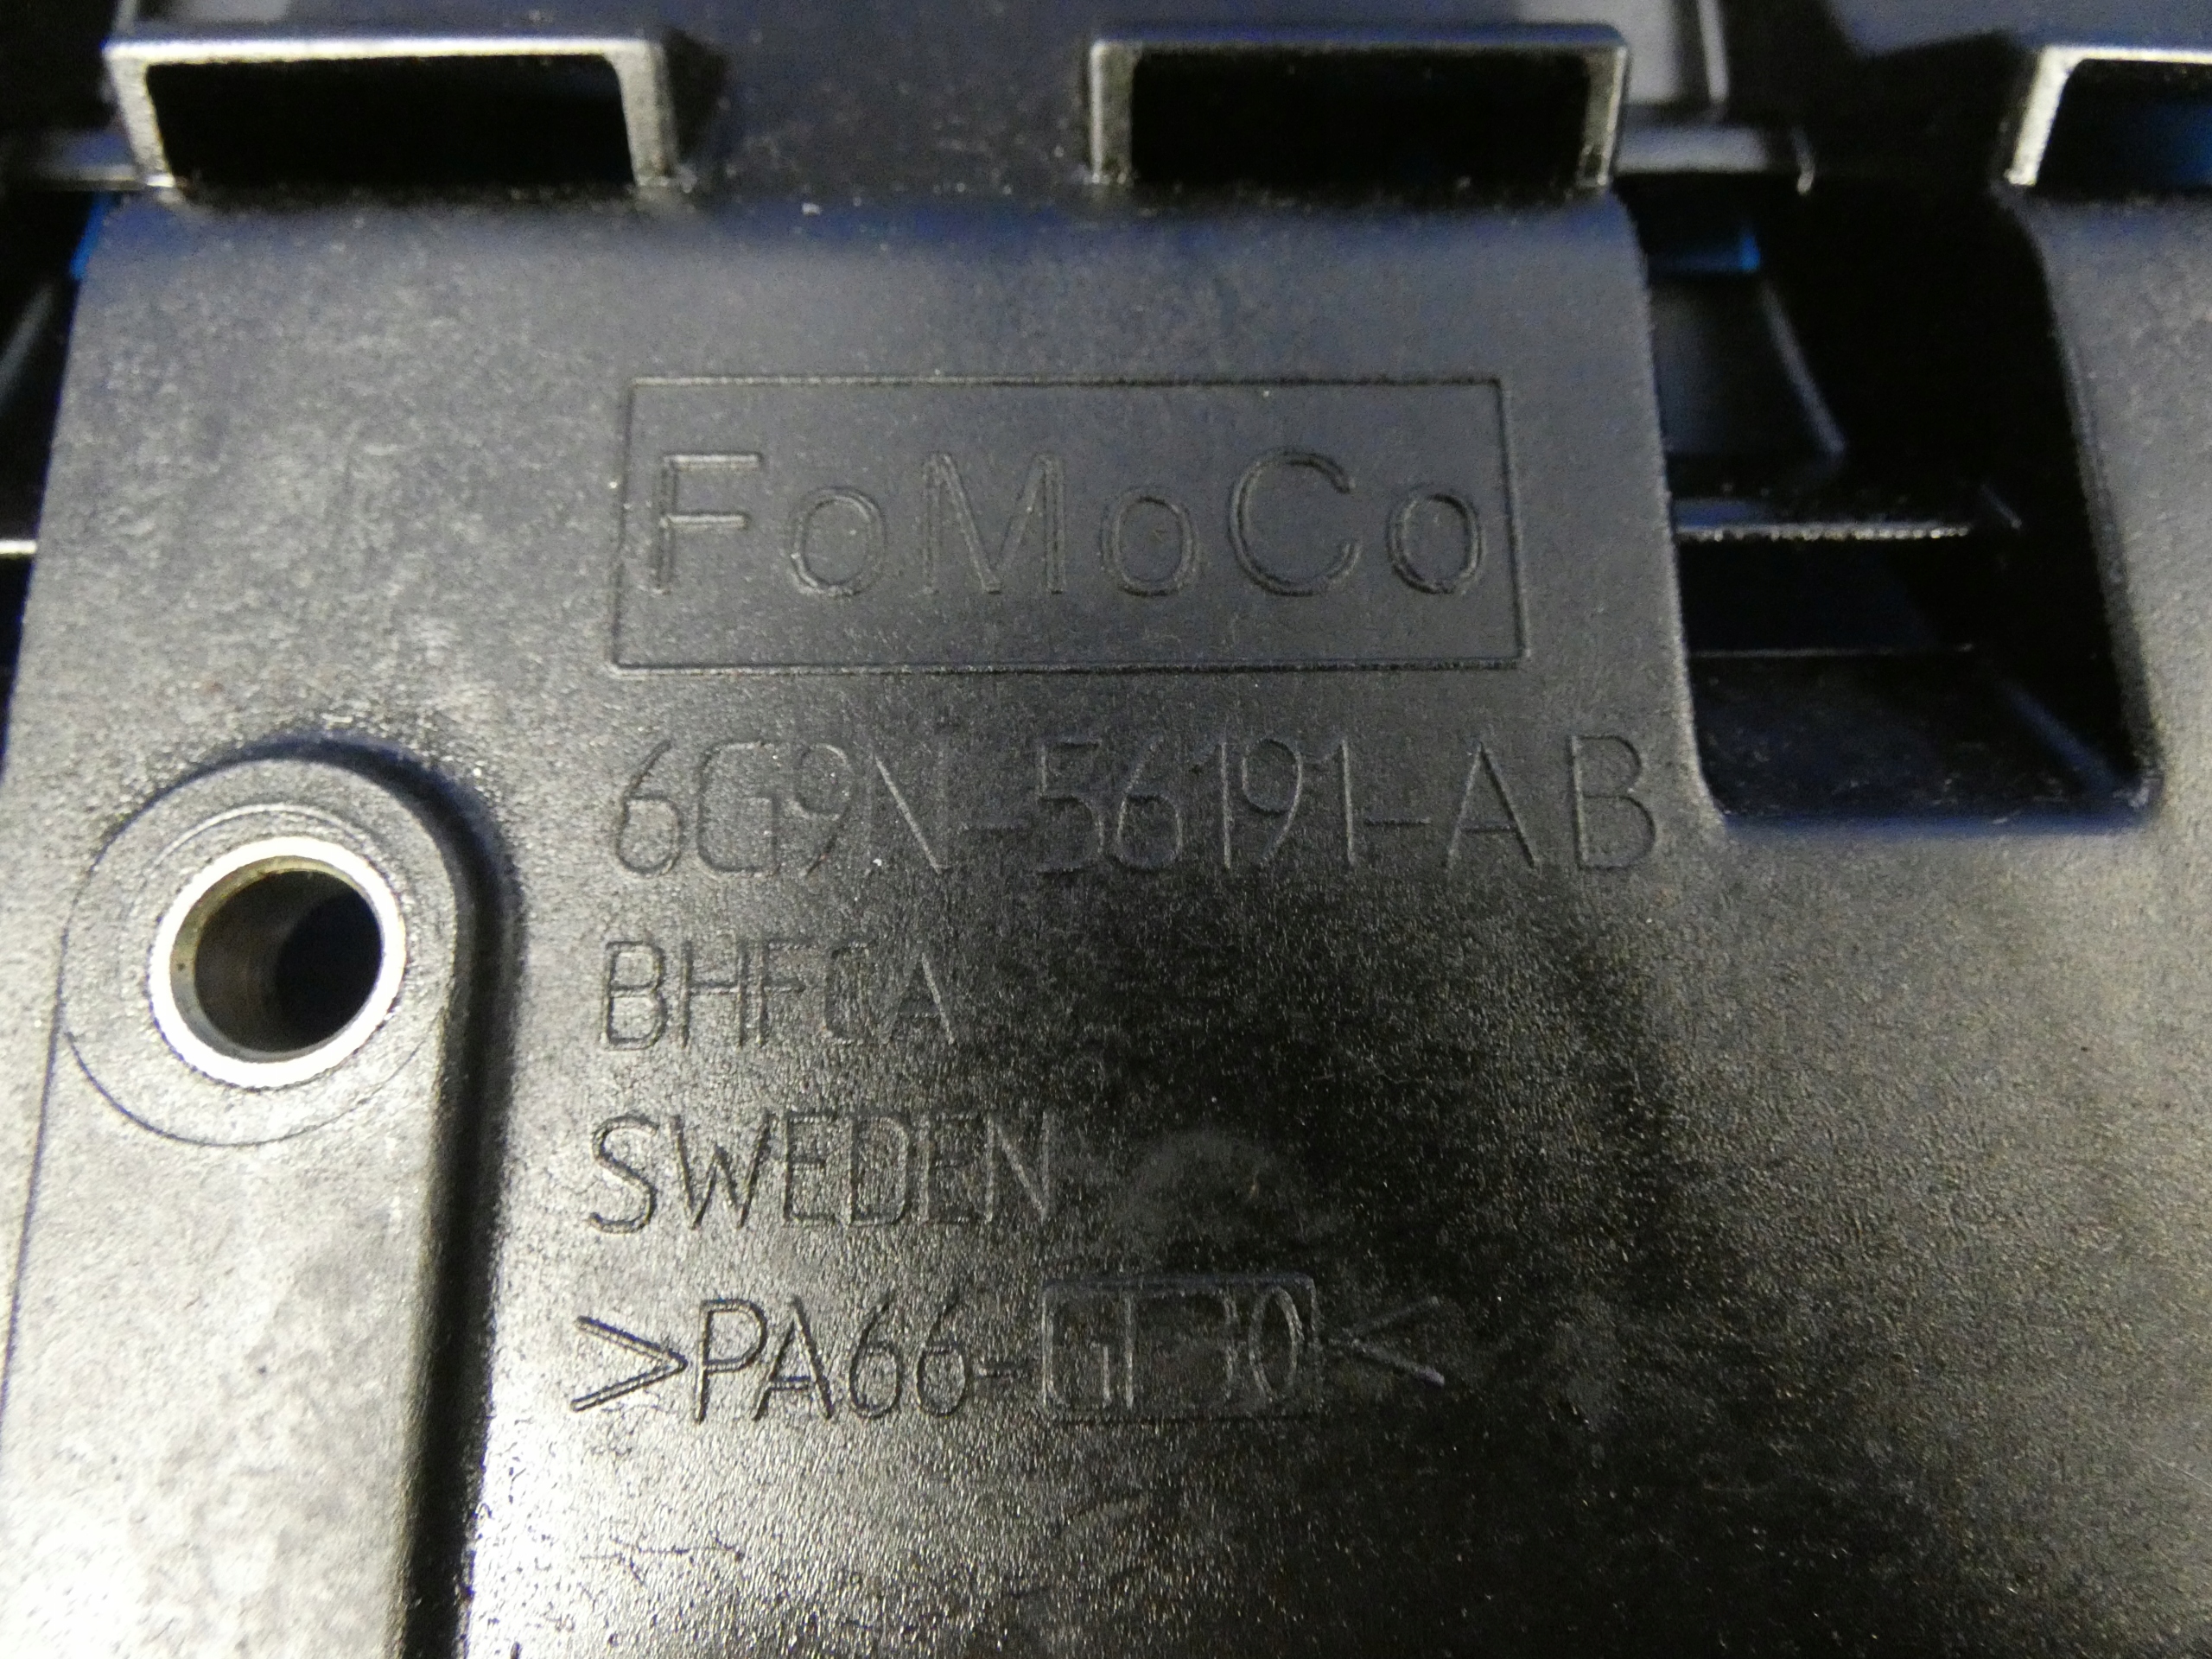 FoMoCo
6G9N-56191-AB
BHFCA
SWEDEN
>PA66-GF30<